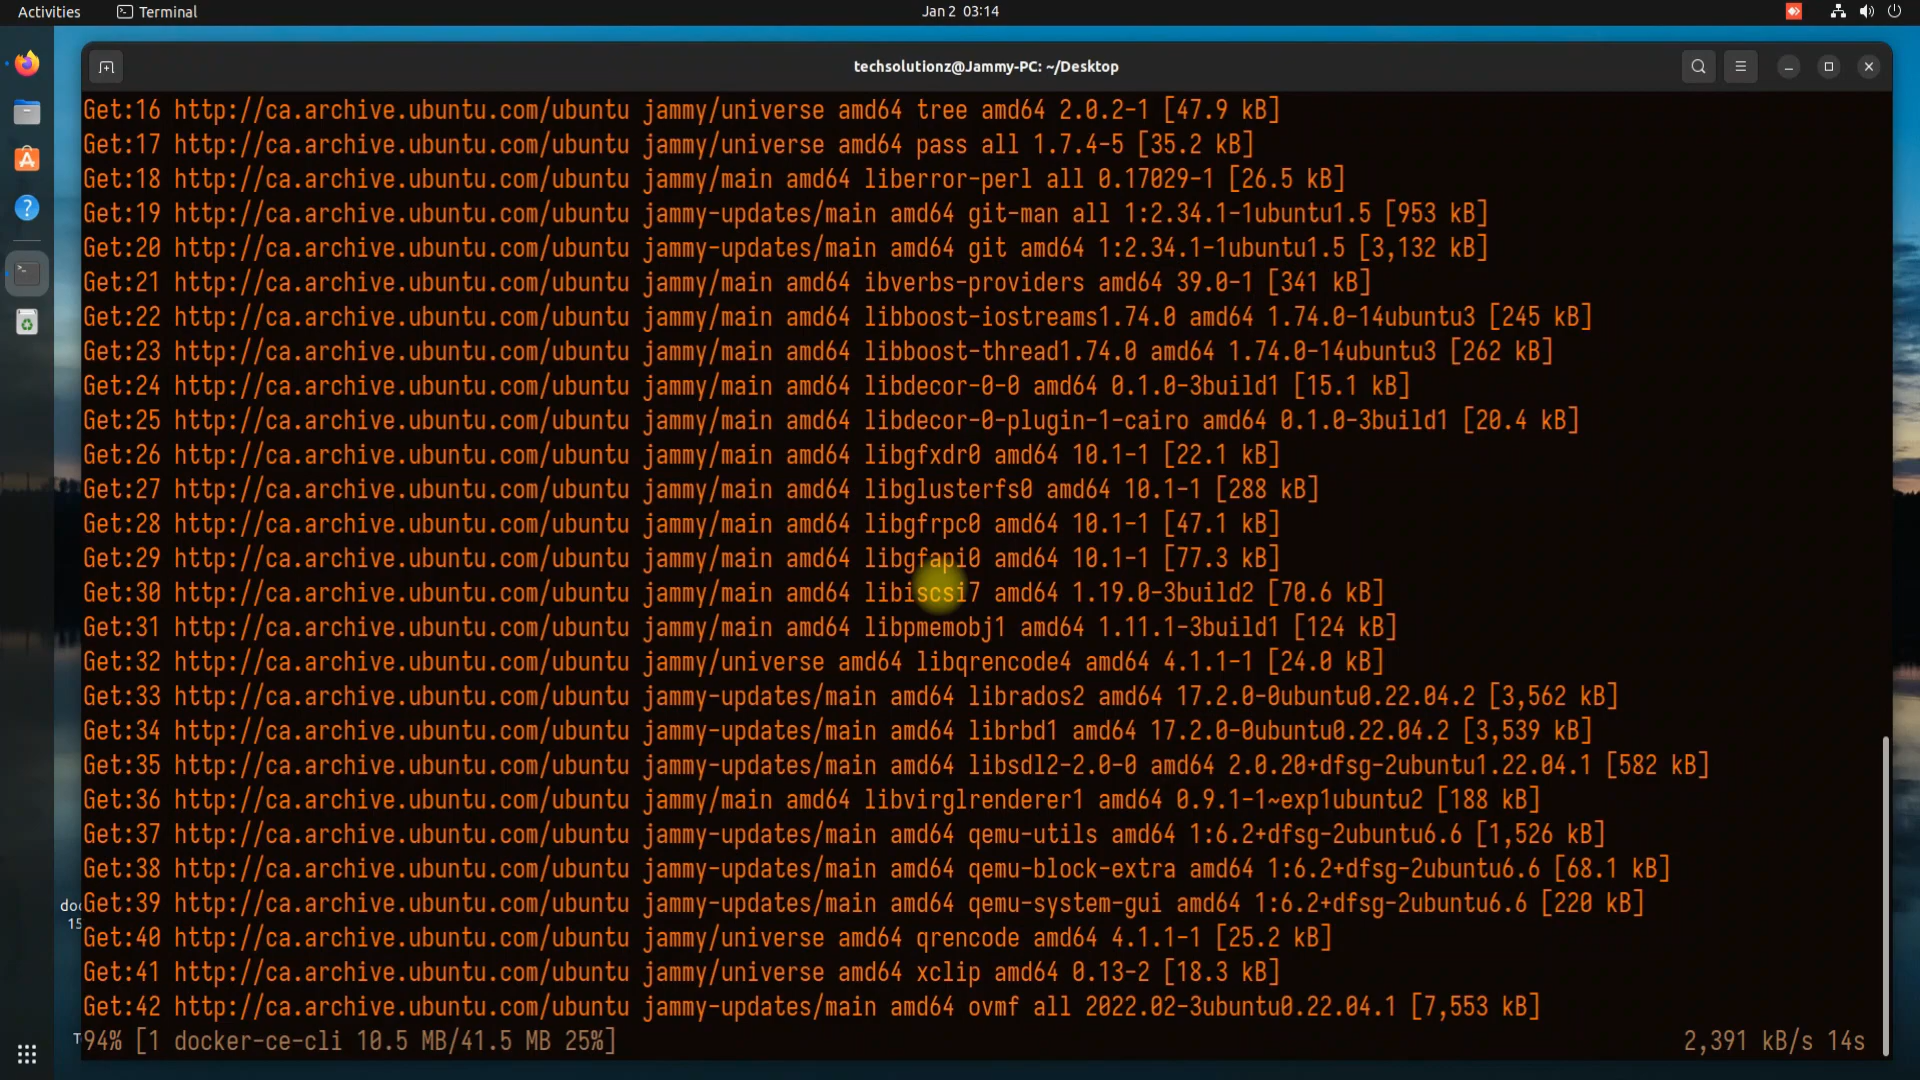 Activities Terminal Jan 2 03:14
techsolutionz@Jammy-PC: ~/Desktop
Get:16 http://ca.archive.ubuntu.com/ubuntu jammy/universe amd64 tree amd64 2.0.2-1 [47.9 kB]
Get:17 http://ca.archive.ubuntu.com/ubuntu jammy/universe amd64 pass all 1.7.4-5 [35.2 kB]
Get:18 http://ca.archive.ubuntu.com/ubuntu jammy/main amd64 liberror-perl all 0.17029-1 [26.5 kB]
Get:19 http://ca.archive.ubuntu.com/ubuntu jammy-updates/main amd64 git-man all 1:2.34.1-1ubuntu1.5 [953 kB]
Get:20 http://ca.archive.ubuntu.com/ubuntu jammy-updates/main amd64 git amd64 1:2.34.1-1ubuntu1.5 [3,132 kB]
Get:21 http://ca.archive.ubuntu.com/ubuntu jammy/main amd64 ibverbs-providers amd64 39.0-1 [341 kB]
Get:22 http://ca.archive.ubuntu.com/ubuntu jammy/main amd64 libboost-iostreams1.74.0 amd64 1.74.0-14ubuntu3 [245 kB]
Get:23 http://ca.archive.ubuntu.com/ubuntu jammy/main amd64 libboost-thread1.74.0 amd64 1.74.0-14ubuntu3 [262 kB]
Get:24 http://ca.archive.ubuntu.com/ubuntu jammy/main amd64 libdecor-0-0 amd64 0.1.0-3build1 [15.1 kB]
Get:25 http://ca.archive.ubuntu.com/ubuntu jammy/main amd64 libdecor-0-plugin-1-cairo amd64 0.1.0-3build1 [20.4 kB]
Get:26 http://ca.archive.ubuntu.com/ubuntu jammy/main amd64 libgfxdr0 amd64 10.1-1 [22.1 kB]
Get:27 http://ca.archive.ubuntu.com/ubuntu jammy/main amd64 libglusterfs0 amd64 10.1-1 [288 kB]
Get:28 http://ca.archive.ubuntu.com/ubuntu jammy/main amd64 libgfrpc0 amd64 10.1-1 [47.1 kB]
Get:29 http://ca.archive.ubuntu.com/ubuntu jammy/main amd64 libgfapi0 amd64 10.1-1 [77.3 kB]
Get:30 http://ca.archive.ubuntu.com/ubuntu jammy/main amd64 libiscsi7 amd64 1.19.0-3build2 [70.6 kB]
Get:31 http://ca.archive.ubuntu.com/ubuntu jammy/main amd64 libpmemobj1 amd64 1.11.1-3build1 [124 kB]
Get:32 http://ca.archive.ubuntu.com/ubuntu jammy/universe amd64 libqrencode4 amd64 4.1.1-1 [24.0 kB]
Get:33 http://ca.archive.ubuntu.com/ubuntu jammy-updates/main amd64 librados2 amd64 17.2.0-0ubuntu0.22.04.2 [3,562 kB]
Get:34 http://ca.archive.ubuntu.com/ubuntu jammy-updates/main amd64 librbd1 amd64 17.2.0-0ubuntu0.22.04.2 [3,539 kB]
Get:35 http://ca.archive.ubuntu.com/ubuntu jammy-updates/main amd64 libsdl2-2.0-0 amd64 2.0.20+dfsg-2ubuntu1.22.04.1 [582 kB]
Get:36 http://ca.archive.ubuntu.com/ubuntu jammy/main amd64 libvirglrenderer1 amd64 0.9.1-1~exp1ubuntu2 [188 kB]
Get:37 http://ca.archive.ubuntu.com/ubuntu jammy-updates/main amd64 qemu-utils amd64 1:6.2+dfsg-2ubuntu6.6 [1,526 kB]
Get:38 http://ca.archive.ubuntu.com/ubuntu jammy-updates/main amd64 qemu-block-extra amd64 1:6.2+dfsg-2ubuntu6.6 [68.1 kB]
Get:39 http://ca.archive.ubuntu.com/ubuntu jammy-updates/main amd64 qemu-system-gui amd64 1:6.2+dfsg-2ubuntu6.6 [220 kB]
Get:40 http://ca.archive.ubuntu.com/ubuntu jammy/universe amd64 qrencode amd64 4.1.1-1 [25.2 kB]
Get:41 http://ca.archive.ubuntu.com/ubuntu jammy/universe amd64 xclip amd64 0.13-2 [18.3 kB]
Get:42 http://ca.archive.ubuntu.com/ubuntu jammy-updates/main amd64 ovmf all 2022.02-3ubuntu0.22.04.1 [7,553 kB]
94% [1 docker-ce-cli 10.5 MB/41.5 MB 25%] 2,391 kB/s 14s